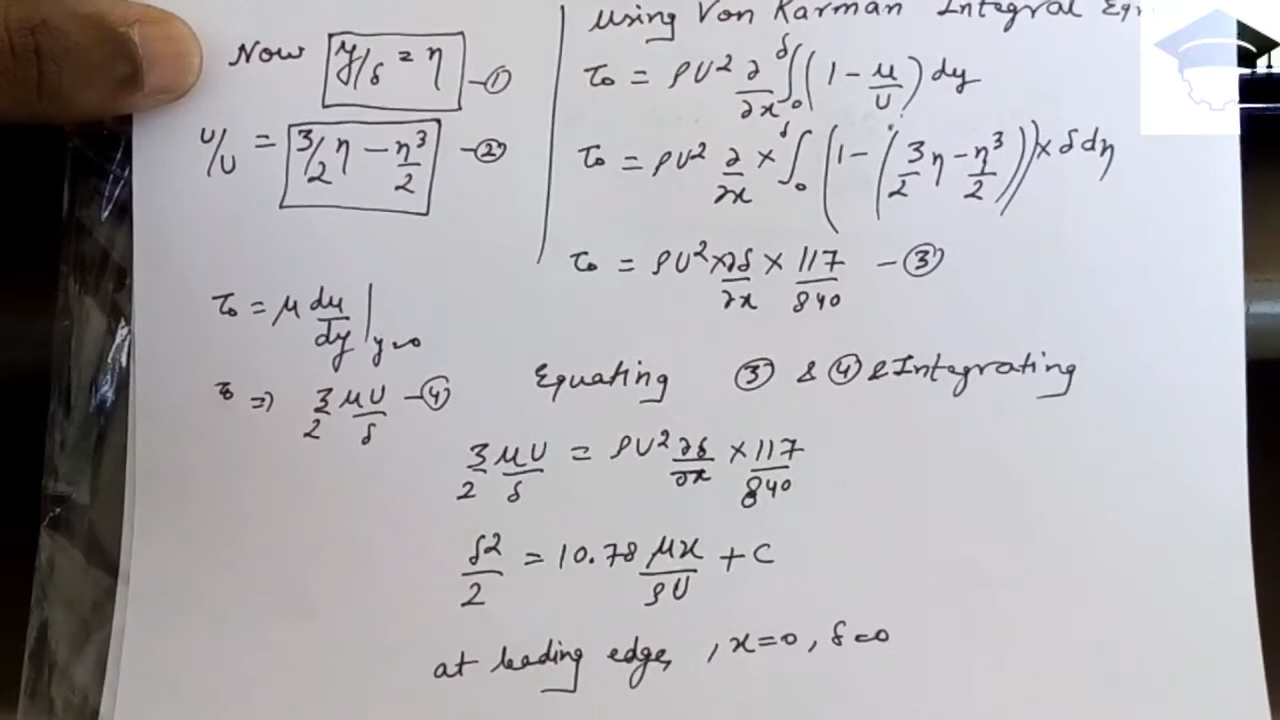 Now y/δ = η -①
u/U = 3/2 η - η³/2 -②
using Von Karman Integral
τ₀ = ρU² ∂/∂x ∫₀^δ (1 - u/U) dy
τ₀ = ρU² ∂/∂x × ∫₀^δ (1 - (3/2 η - η³/2)) × δ dη
τ₀ = ρU² × ∂δ/∂x × 117/840 -③
τ₀ = μ du/dy |y=0
τ₀ => 3/2 μU/δ -④
Equating ③ & ④ & Integrating
3/2 μU/δ = ρU² ∂δ/∂x × 117/840
δ²/2 = 10.78 μx/ρU + C
at leading edge, , x=0, δ=0